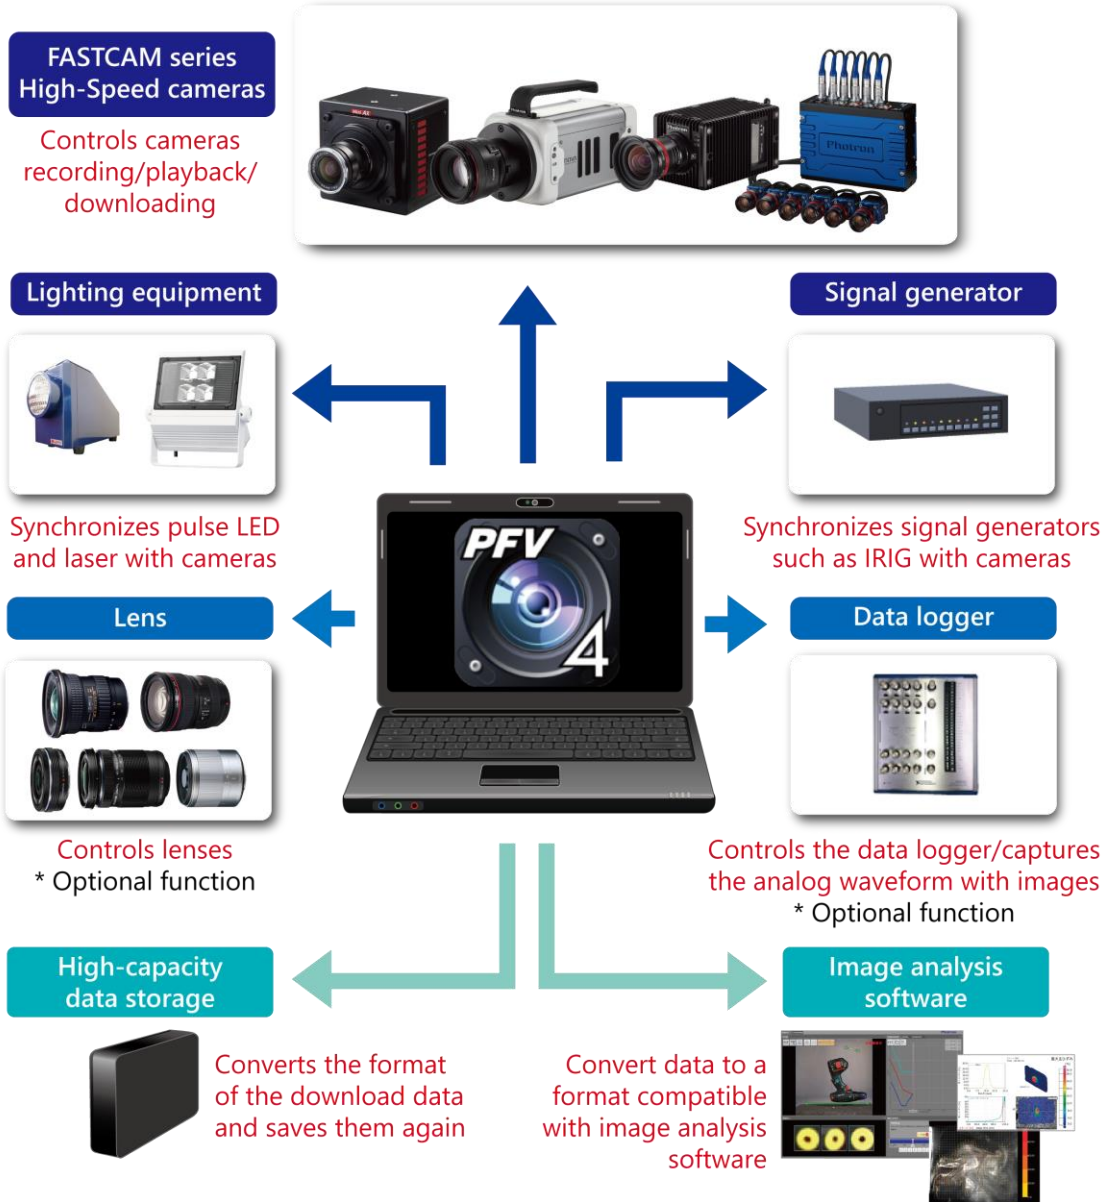 FASTCAM series
High-Speed cameras
Controls cameras
recording/playback/
downloading
Mini AX
Photron
Photron
Lighting equipment
Signal generator
Synchronizes pulse LED
and laser with cameras
Synchronizes signal generators
such as IRIG with cameras
PFV
4
Lens
Data logger
Controls lenses
* Optional function
Controls the data logger/captures
the analog waveform with images
* Optional function
High-capacity
data storage
Image analysis
software
Converts the format
of the download data
and saves them again
Convert data to a
format compatible
with image analysis
software